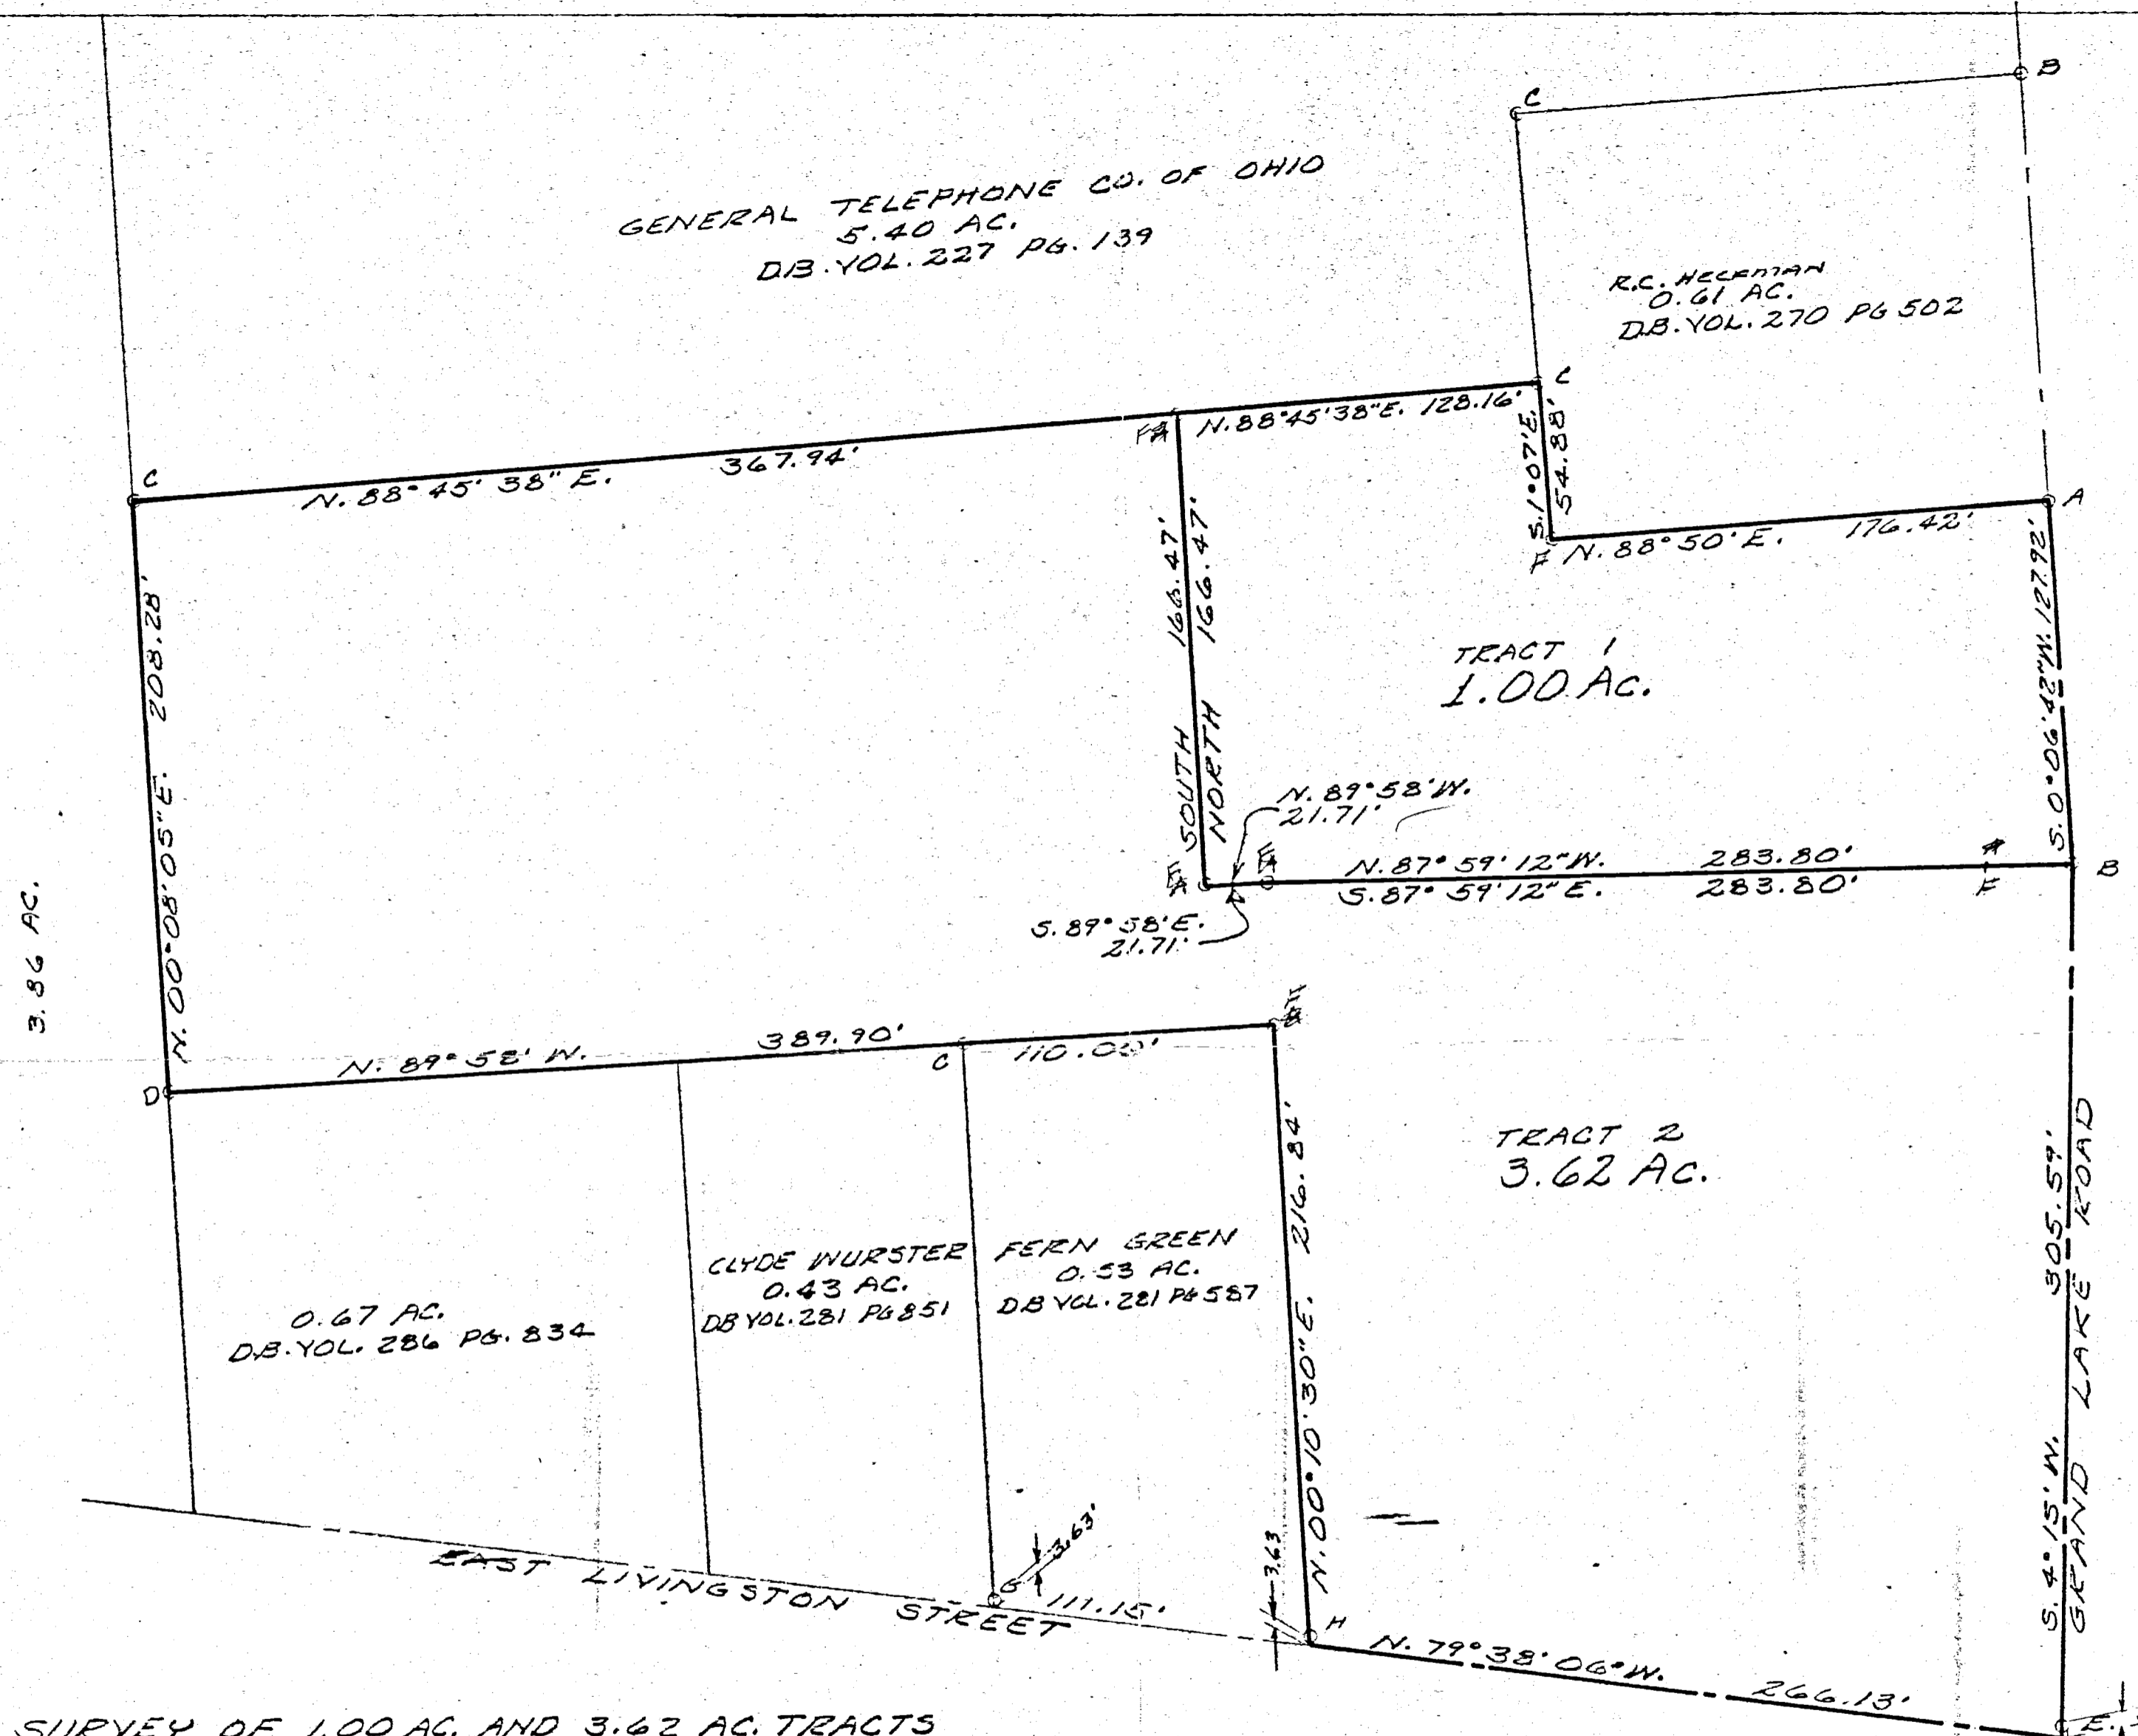 B
C
GENERAL TELEPHONE CO. OF OHIO
5.40 AC.
D.B. VOL. 227 PG. 139
R.C. HECKMAN
0.61 AC.
D.B. VOL. 270 PG 502
C
N. 88° 45' 38" E. 128.16'
S. 1° 07' E.
54.88'
C
N. 88° 45' 38" E. 367.94'
A
F N. 88° 50' E. 176.42'
S. 0° 06' 42" W. 127.92'
SOUTH 166.47'
NORTH 166.47'
N. 00° 08' 05" E. 208.28'
TRACT 1
1.00 AC.
N. 89° 58' W.
21.71'
N. 87° 59' 12" W. 283.80'
S. 87° 59' 12" E. 283.80'
B
A
F
S. 89° 58' E.
21.71'
3.86 AC.
N. 89° 58' W. 389.90'
C
110.00'
D
TRACT 2
3.62 AC.
N. 00° 10' 30" E. 216.84'
S. 4° 15' W. 305.59'
GRAND LAKE ROAD
CLYDE WURSTER
0.43 AC.
DB VOL. 281 PG 851
FERN GREEN
0.53 AC.
D.B VOL. 281 PG 587
0.67 AC.
D.B. VOL. 286 PG. 834
3.63'
3.63
G
111.15'
EAST LIVINGSTON STREET
H
N. 79° 38' 06" W. 266.13'
E.
SURVEY OF 1.00 AC. AND 3.62 AC. TRACTS